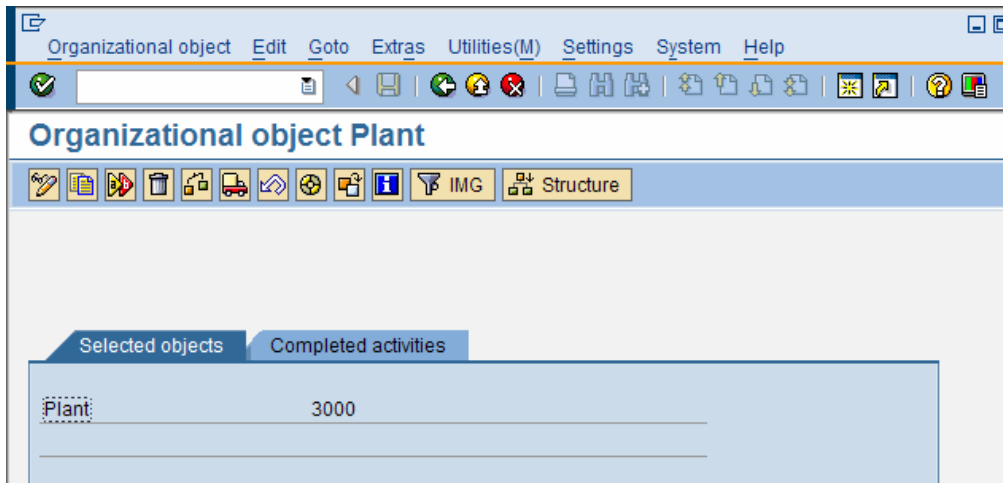 Organizational object Edit Goto Extras Utilities(M) Settings System Help
Organizational object Plant
IMG Structure
Selected objects Completed activities
Plant 3000